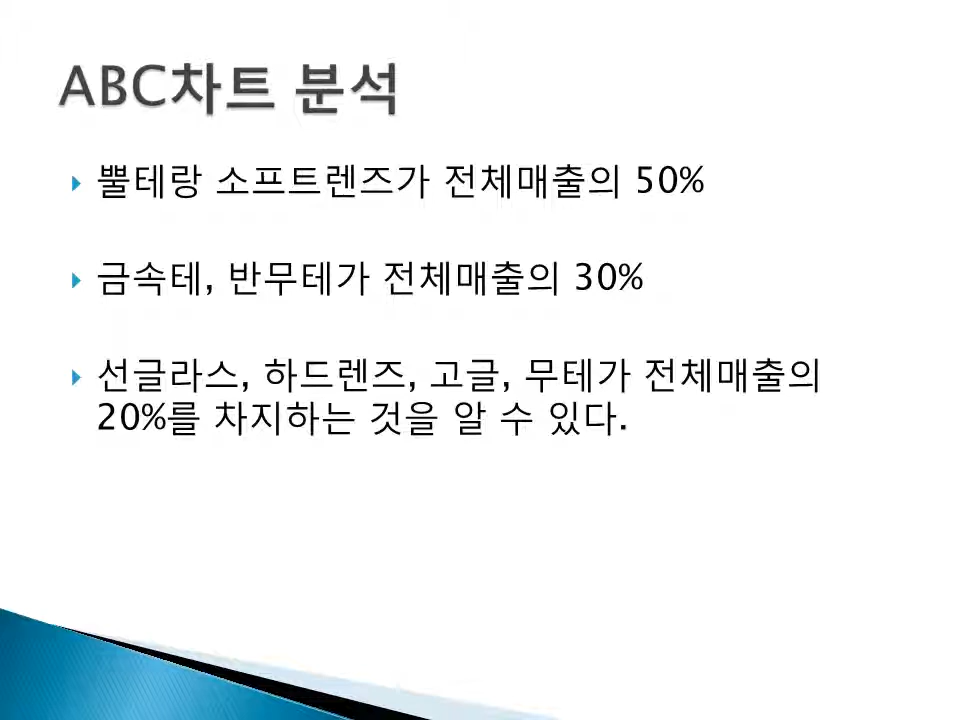 ABC차트 분석
뿔테랑 소프트렌즈가 전체매출의 50%
금속테, 반무테가 전체매출의 30%
선글라스, 하드렌즈, 고글, 무테가 전체매출의
20%를 차지하는 것을 알 수 있다.